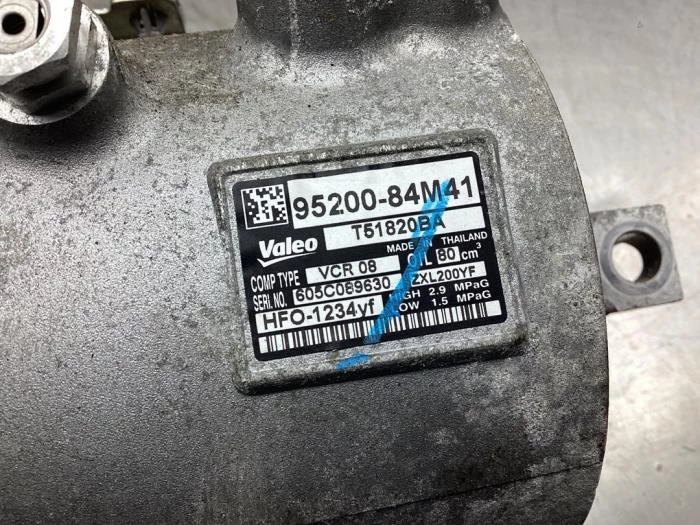 95200-84M41
Valeo T51820BA
MADE IN THAILAND
COMP TYPE VCR 08 OIL 80 cm³
SERI. NO. 605C089630 ZXL200YF
HFO-1234yf HIGH 2.9 MPaG
LOW 1.5 MPaG